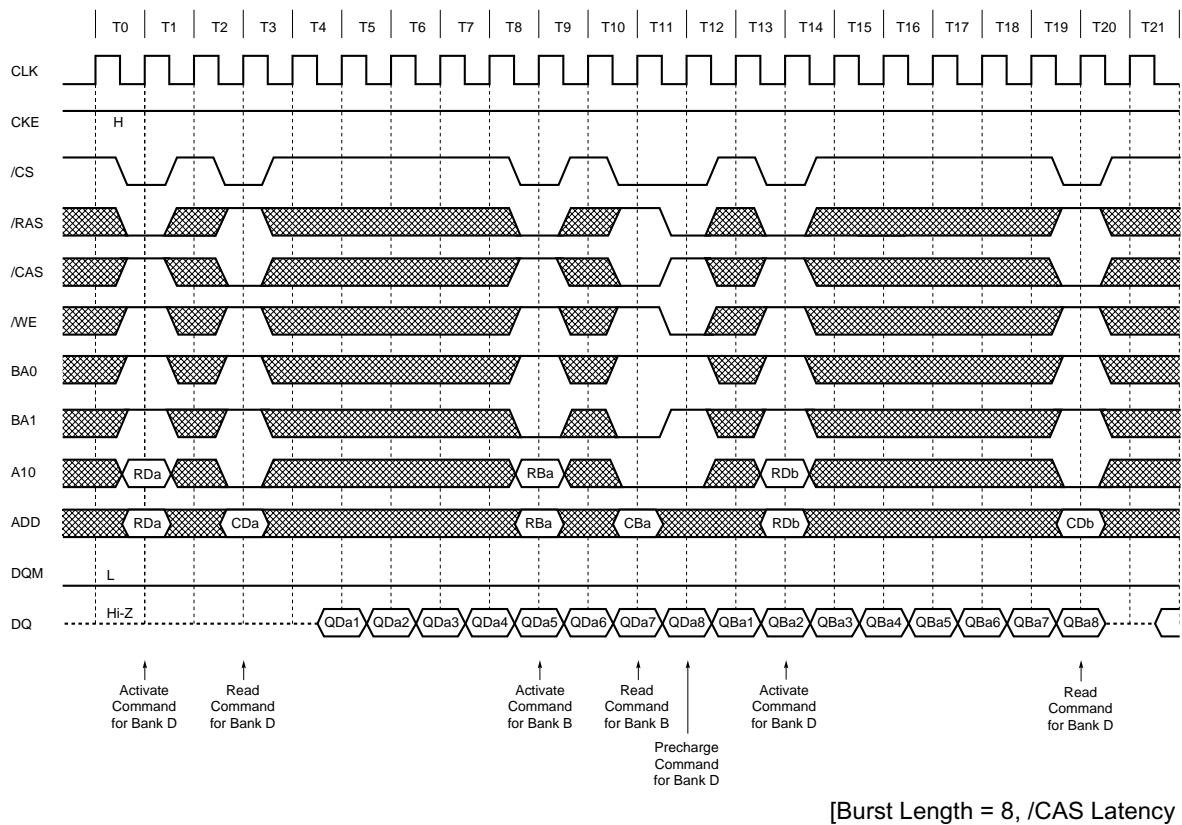 T0 T1 T2 T3 T4 T5 T6 T7 T8 T9 T10 T11 T12 T13 T14 T15 T16 T17 T18 T19 T20 T21
CLK
CKE H
/CS
/RAS
/CAS
/WE
BA0
BA1
A10 RDa RBa RDb
ADD RDa CDa RBa CBa RDb CDb
DQM L
DQ Hi-Z QDa1 QDa2 QDa3 QDa4 QDa5 QDa6 QDa7 QDa8 QBa1 QBa2 QBa3 QBa4 QBa5 QBa6 QBa7 QBa8
Activate
Command
for Bank D
Read
Command
for Bank D
Activate
Command
for Bank B
Read
Command
for Bank B
Precharge
Command
for Bank D
Activate
Command
for Bank D
Read
Command
for Bank D
[Burst Length = 8, /CAS Latency